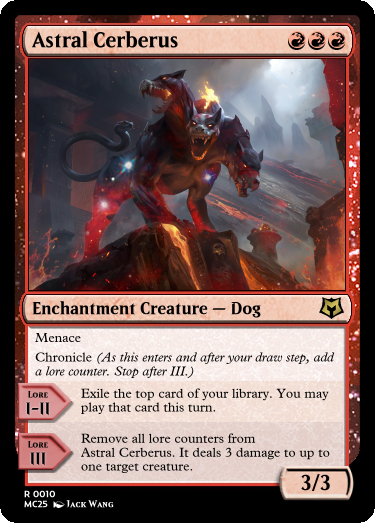 Astral Cerberus
Enchantment Creature — Dog
Menace
Chronicle (As this enters and after your draw step, add
a lore counter. Stop after III.)
LORE
I–II
Exile the top card of your library. You may
play that card this turn.
LORE
III
Remove all lore counters from
Astral Cerberus. It deals 3 damage to up to
one target creature.
3/3
R 0010
MC25 Jack Wang